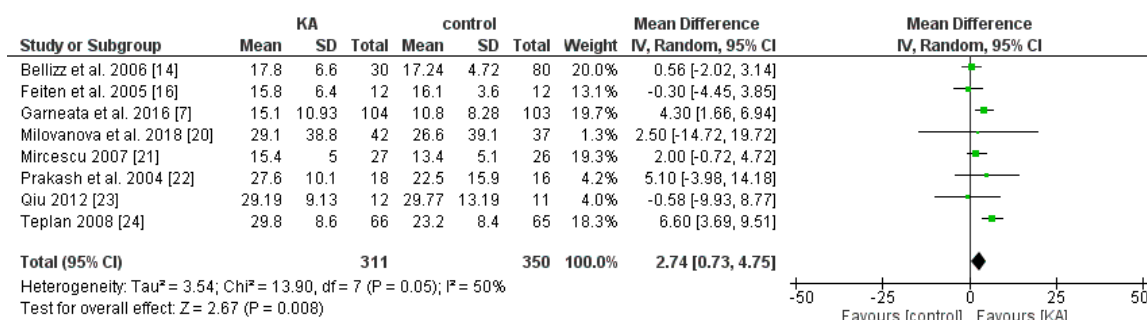 KA control Mean Difference Mean Difference
Study or Subgroup Mean SD Total Mean SD Total Weight IV, Random, 95% CI IV, Random, 95% CI
Bellizz et al. 2006 [14] 17.8 6.6 30 17.24 4.72 80 20.0% 0.56 [-2.02, 3.14]
Feiten et al. 2005 [16] 15.8 6.4 12 16.1 3.6 12 13.1% -0.30 [-4.45, 3.85]
Garneata et al. 2016 [7] 15.1 10.93 104 10.8 8.28 103 19.7% 4.30 [1.66, 6.94]
Milovanova et al. 2018 [20] 29.1 38.8 42 26.6 39.1 37 1.3% 2.50 [-14.72, 19.72]
Mircescu 2007 [21] 15.4 5 27 13.4 5.1 26 19.3% 2.00 [-0.72, 4.72]
Prakash et al. 2004 [22] 27.6 10.1 18 22.5 15.9 16 4.2% 5.10 [-3.98, 14.18]
Qiu 2012 [23] 29.19 9.13 12 29.77 13.19 11 4.0% -0.58 [-9.93, 8.77]
Teplan 2008 [24] 29.8 8.6 66 23.2 8.4 65 18.3% 6.60 [3.69, 9.51]
Total (95% CI) 311 350 100.0% 2.74 [0.73, 4.75]
Heterogeneity: Tau² = 3.54; Chi² = 13.90, df = 7 (P = 0.05); I² = 50%
Test for overall effect: Z = 2.67 (P = 0.008)
-50 -25 0 25 50
Favours [control] Favours [KA]